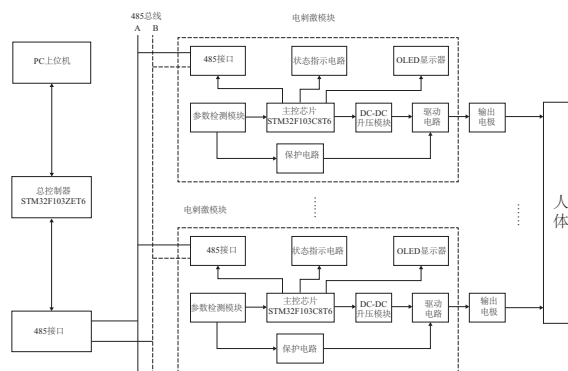 485总线
A B
PC上位机
总控制器
STM32F103ZET6
485接口
电刺激模块
485接口
状态指示电路
OLED显示器
参数检测模块
主控芯片
STM32F103C8T6
DC-DC
升压模块
驱动
电路
输出
电极
保护电路
人
体
电刺激模块
485接口
状态指示电路
OLED显示器
参数检测模块
主控芯片
STM32F103C8T6
DC-DC
升压模块
驱动
电路
输出
电极
保护电路